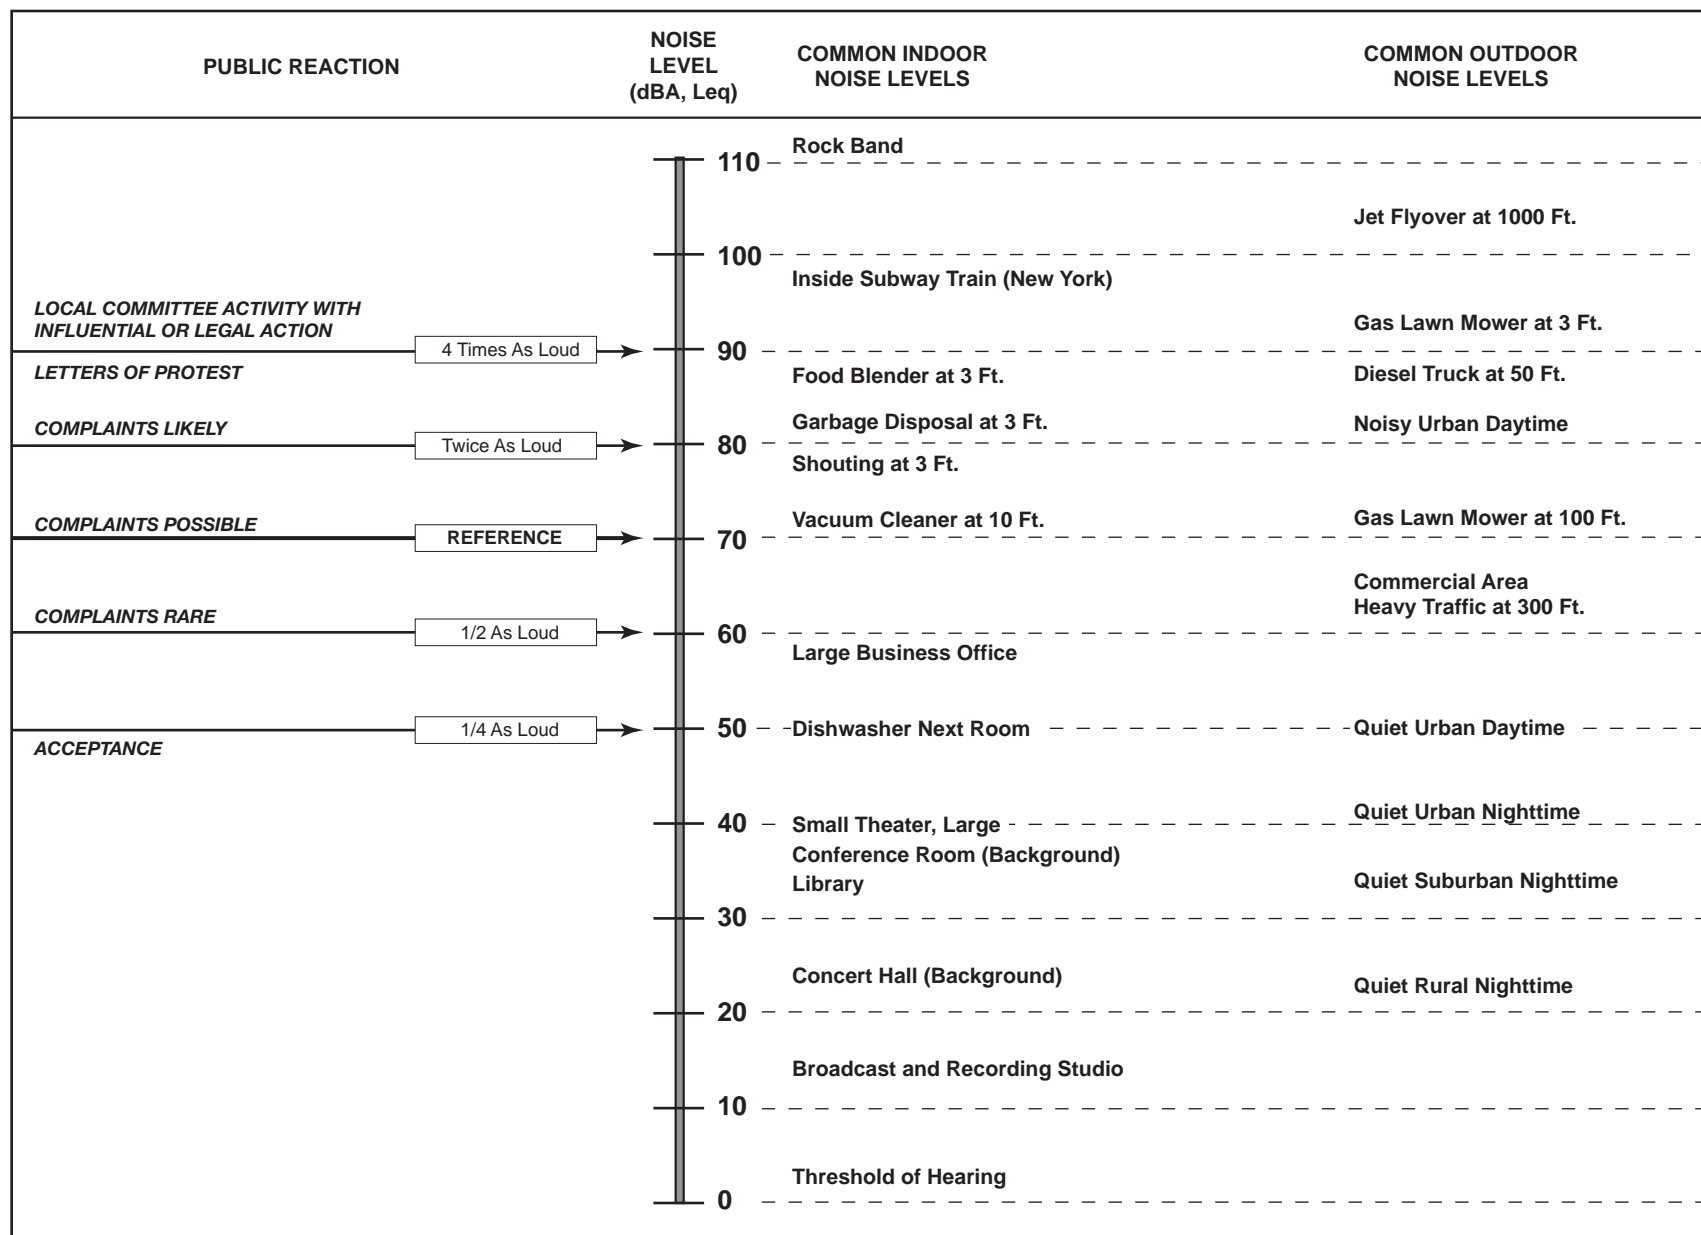 PUBLIC REACTION
NOISE
LEVEL
(dBA, Leq)
COMMON INDOOR
NOISE LEVELS
COMMON OUTDOOR
NOISE LEVELS
Rock Band
110
Jet Flyover at 1000 Ft.
100
Inside Subway Train (New York)
LOCAL COMMITTEE ACTIVITY WITH
INFLUENTIAL OR LEGAL ACTION
Gas Lawn Mower at 3 Ft.
4 Times As Loud
90
LETTERS OF PROTEST
Food Blender at 3 Ft.
Diesel Truck at 50 Ft.
COMPLAINTS LIKELY
Garbage Disposal at 3 Ft.
Noisy Urban Daytime
Twice As Loud
80
Shouting at 3 Ft.
COMPLAINTS POSSIBLE
Vacuum Cleaner at 10 Ft.
Gas Lawn Mower at 100 Ft.
REFERENCE
70
Commercial Area
Heavy Traffic at 300 Ft.
COMPLAINTS RARE
1/2 As Loud
60
Large Business Office
1/4 As Loud
50
Dishwasher Next Room
Quiet Urban Daytime
ACCEPTANCE
Quiet Urban Nighttime
40
Small Theater, Large
Conference Room (Background)
Library
Quiet Suburban Nighttime
30
Concert Hall (Background)
Quiet Rural Nighttime
20
Broadcast and Recording Studio
10
Threshold of Hearing
0